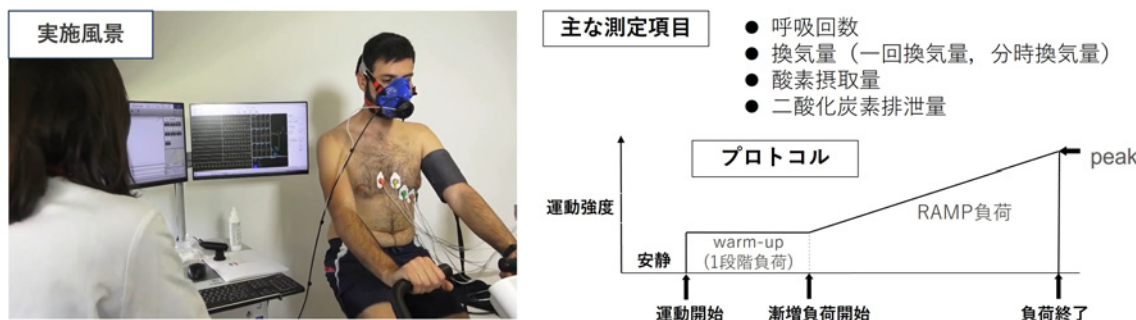 実施風景
主な測定項目
● 呼吸回数
● 換気量（一回換気量，分時換気量）
● 酸素摂取量
● 二酸化炭素排泄量
プロトコル
peak
運動強度
RAMP負荷
warm-up
(1段階負荷)
安静
運動開始
漸増負荷開始
負荷終了